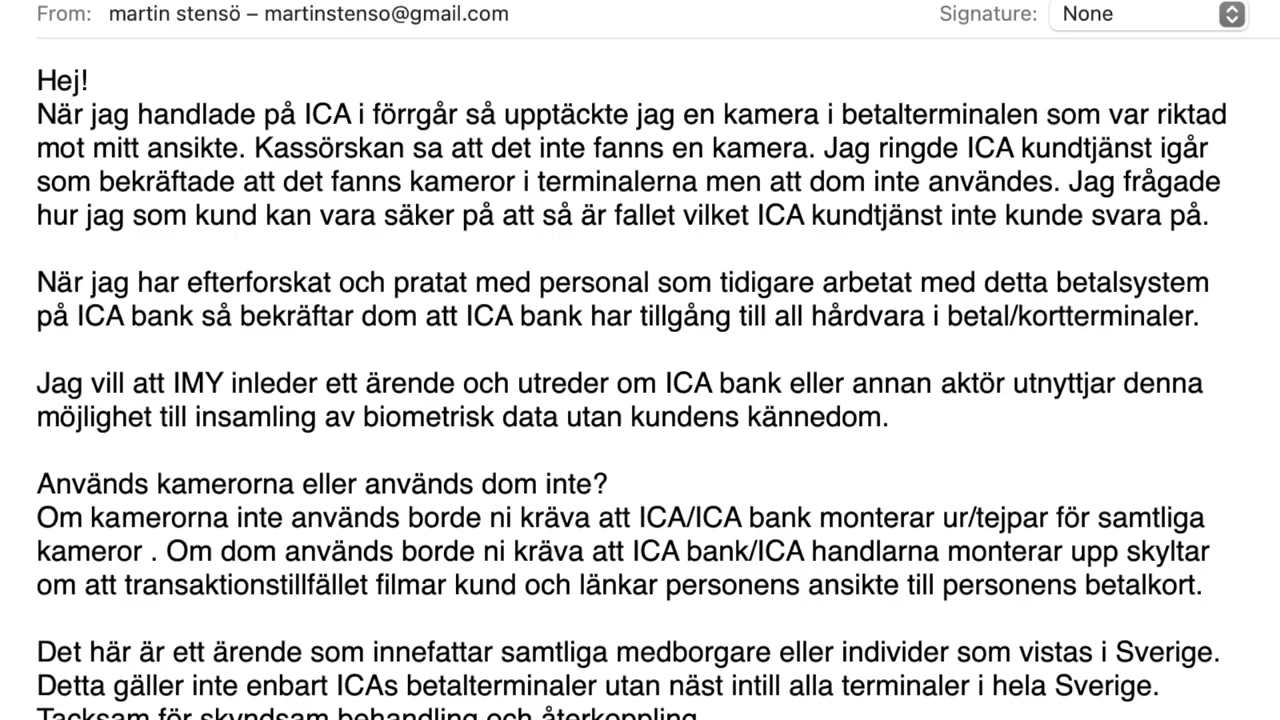 From: martin stensö – martinstenso@gmail.com Signature: None
Hej!
När jag handlade på ICA i förrgår så upptäckte jag en kamera i betalterminalen som var riktad
mot mitt ansikte. Kassörskan sa att det inte fanns en kamera. Jag ringde ICA kundtjänst igår
som bekräftade att det fanns kameror i terminalerna men att dom inte användes. Jag frågade
hur jag som kund kan vara säker på att så är fallet vilket ICA kundtjänst inte kunde svara på.
När jag har efterforskat och pratat med personal som tidigare arbetat med detta betalsystem
på ICA bank så bekräftar dom att ICA bank har tillgång till all hårdvara i betal/kortterminaler.
Jag vill att IMY inleder ett ärende och utreder om ICA bank eller annan aktör utnyttjar denna
möjlighet till insamling av biometrisk data utan kundens kännedom.
Används kamerorna eller används dom inte?
Om kamerorna inte används borde ni kräva att ICA/ICA bank monterar ur/tejpar för samtliga
kameror . Om dom används borde ni kräva att ICA bank/ICA handlarna monterar upp skyltar
om att transaktionstillfället filmar kund och länkar personens ansikte till personens betalkort.
Det här är ett ärende som innefattar samtliga medborgare eller individer som vistas i Sverige.
Detta gäller inte enbart ICAs betalterminaler utan näst intill alla terminaler i hela Sverige.
Tacksam för skyndsam behandling och återkoppling